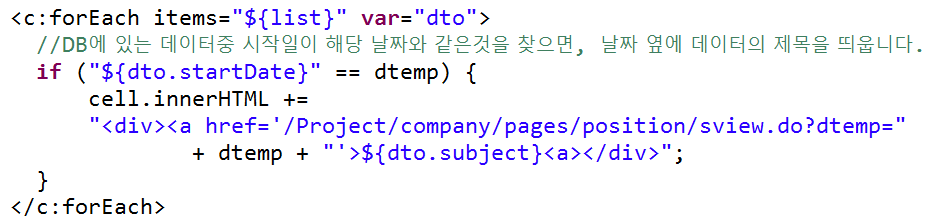 <c:forEach items="${list}" var="dto">
//DB에 있는 데이터중 시작일이 해당 날짜와 같은것을 찾으면, 날짜 옆에 데이터의 제목을 띄웁니다.
if ("${dto.startDate}" == dtemp) {
cell.innerHTML +=
"<div><a href='/Project/company/pages/position/sview.do?dtemp="
+ dtemp + "'>${dto.subject}<a></div>";
}
</c:forEach>